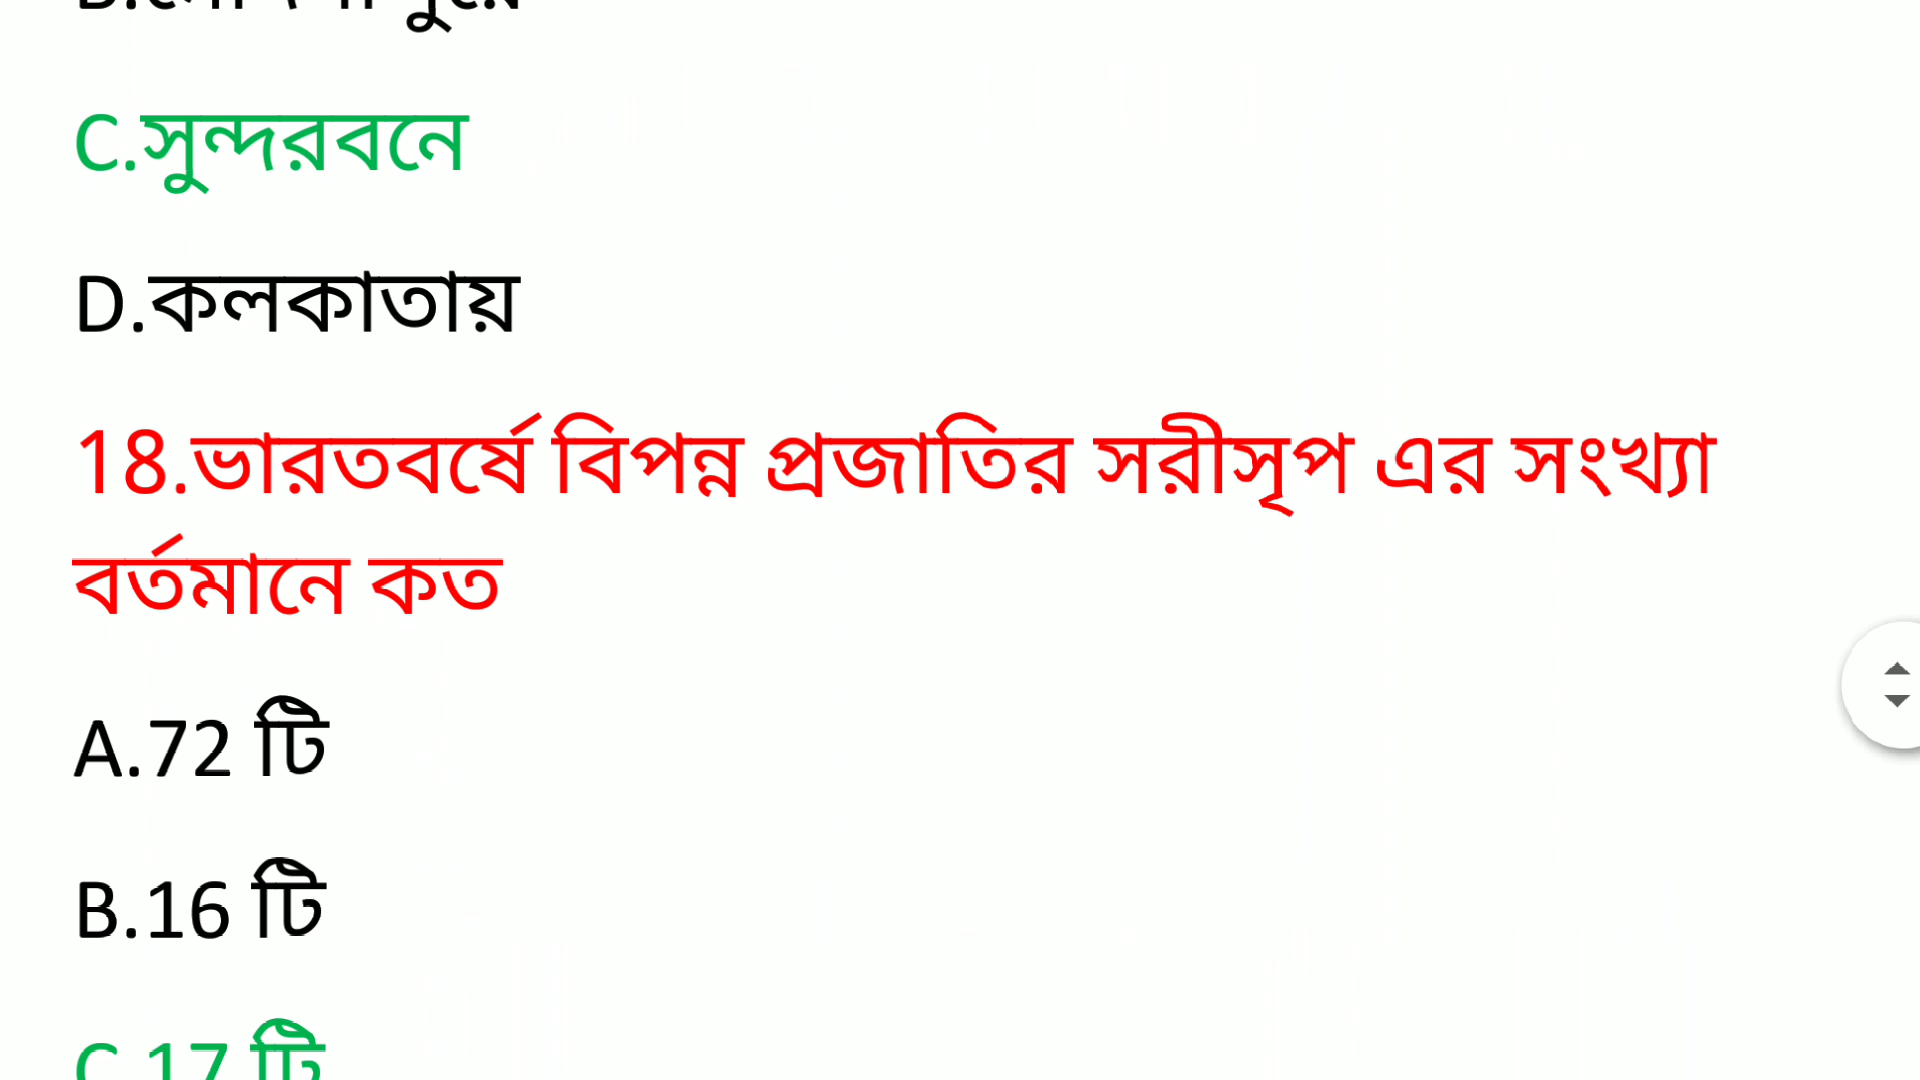 C.সুন্দরবনে
D.কলকাতায়
18.ভারতবর্ষে বিপন্ন প্রজাতির সরীসৃপ এর সংখ্যা
বর্তমানে কত
A.72 টি
B.16 টি
C.17 টি